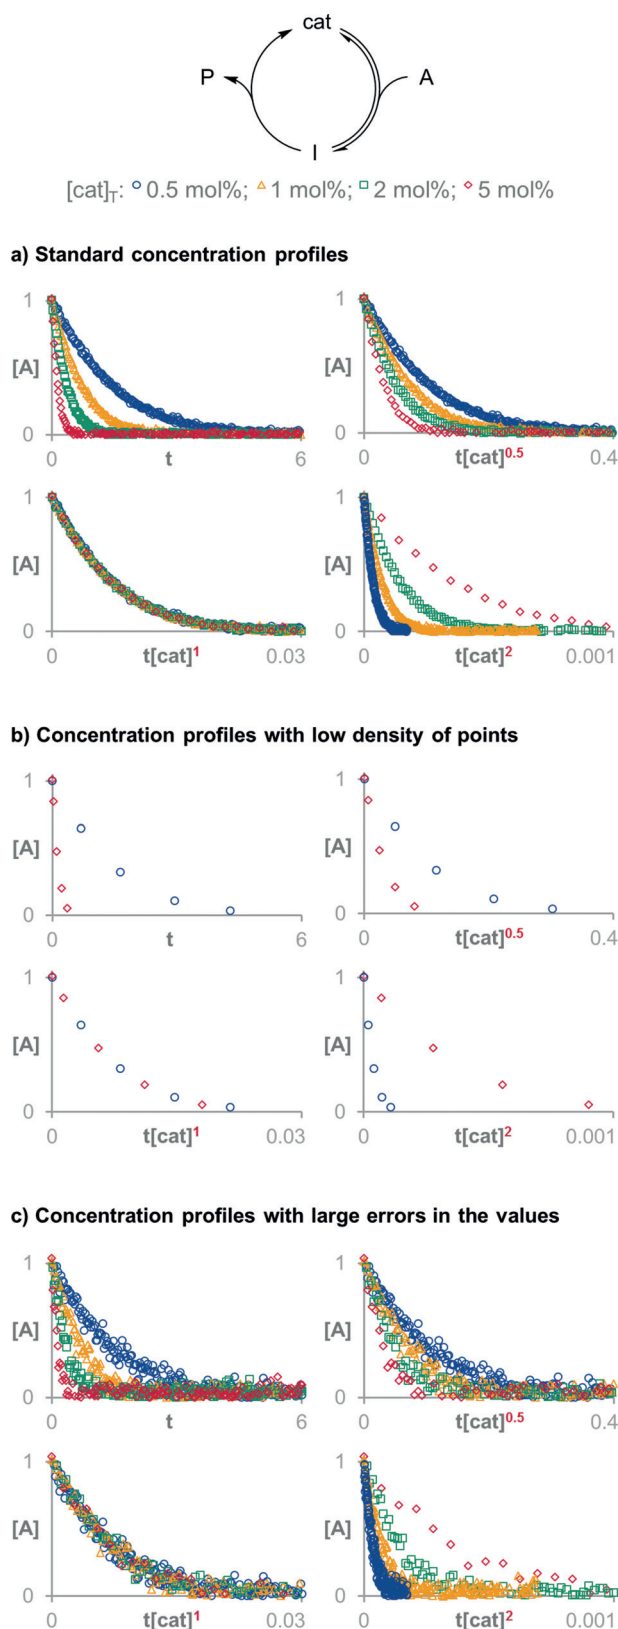 cat
P A
I
[cat]T: 0.5 mol%; 1 mol%; 2 mol%; 5 mol%
a) Standard concentration profiles
1 1
[A] [A]
0 0
0 t 6 0 t[cat]0.5 0.4
1 1
[A] [A]
0 0
0 t[cat]1 0.03 0 t[cat]2 0.001
b) Concentration profiles with low density of points
1 1
[A] [A]
0 0
0 t 6 0 t[cat]0.5 0.4
1 1
[A] [A]
0 0
0 t[cat]1 0.03 0 t[cat]2 0.001
c) Concentration profiles with large errors in the values
1 1
[A] [A]
0 0
0 t 6 0 t[cat]0.5 0.4
1 1
[A] [A]
0 0
0 t[cat]1 0.03 0 t[cat]2 0.001